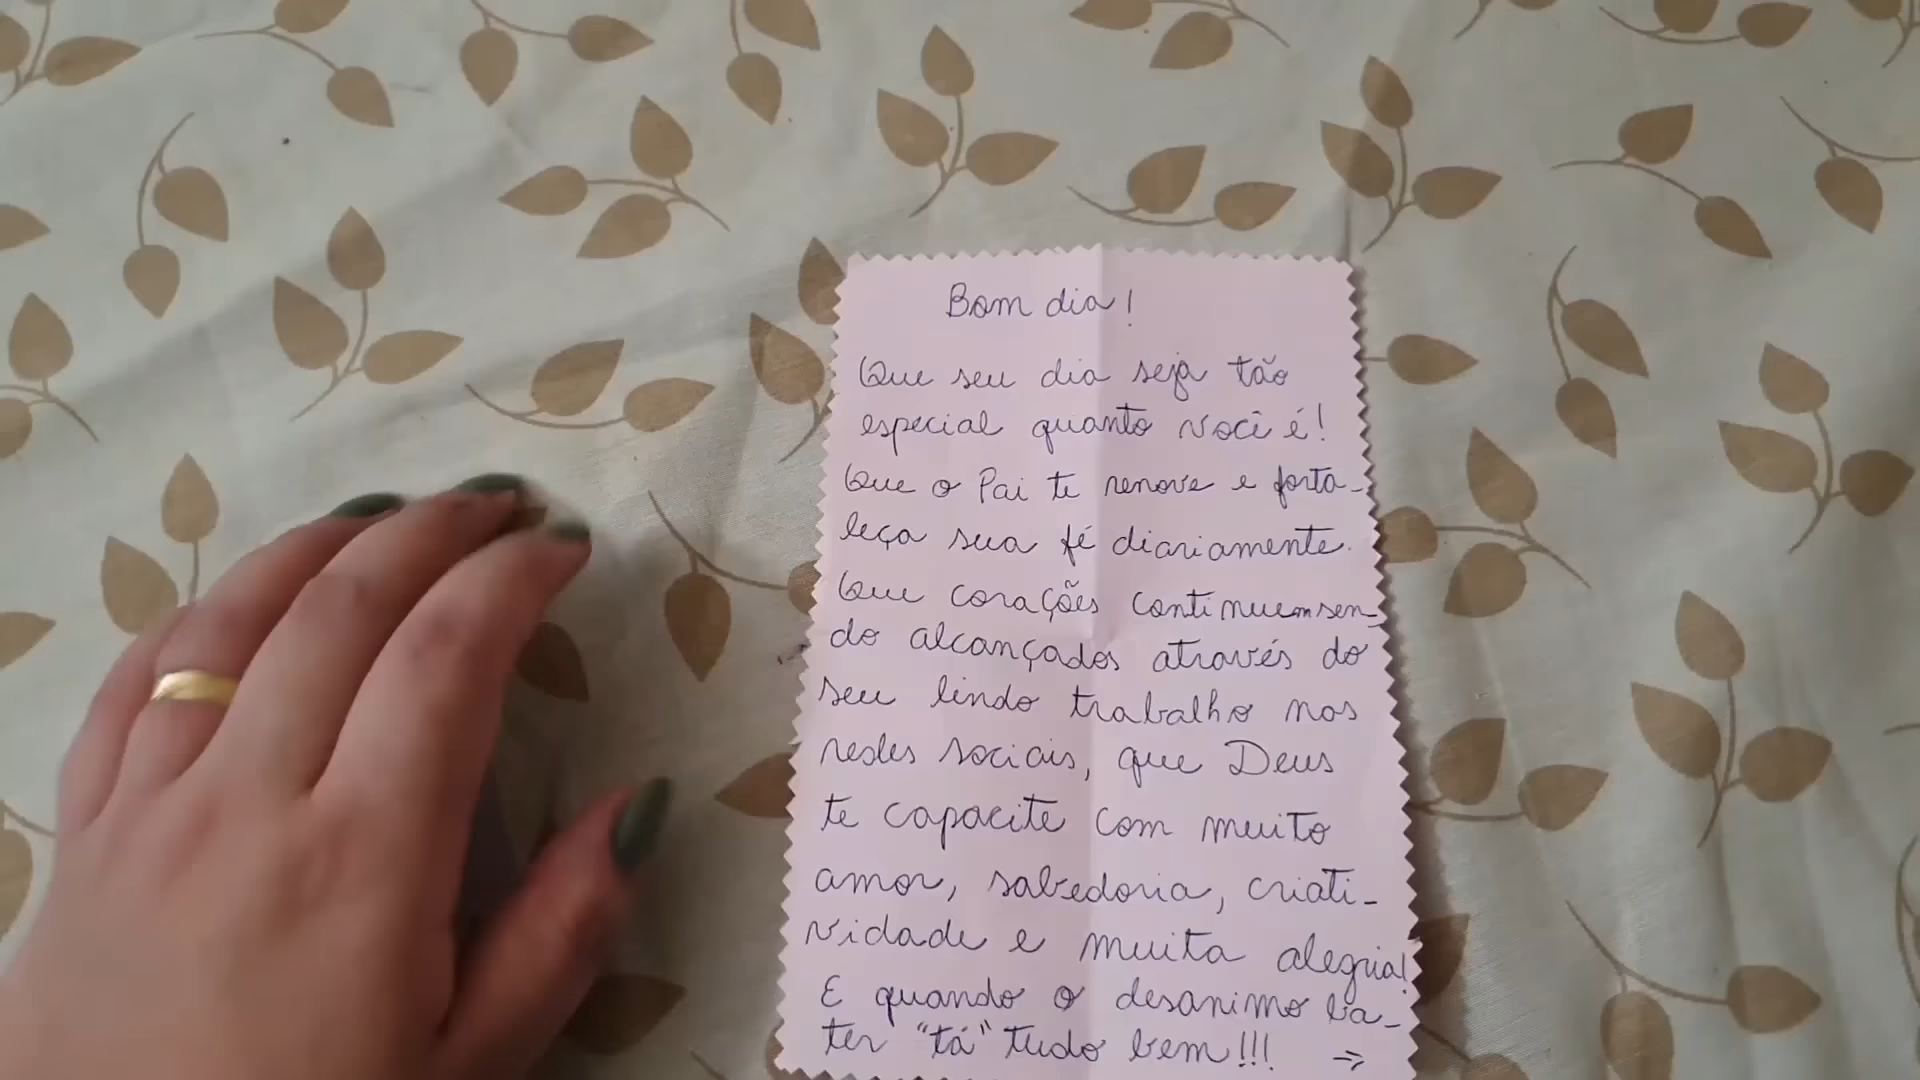 Bom dia!
Que seu dia seja tão
especial quanto você é!
Que o Pai te renove e forta-
leça sua fé diariamente.
Que corações continuem sen-
do alcançados através do
seu lindo trabalho nas
redes sociais, que Deus
te capacite com muito
amor, sabedoria, criati-
vidade e muita alegria!
E quando o desanimo ba-
ter "tá" tudo bem!!! =>